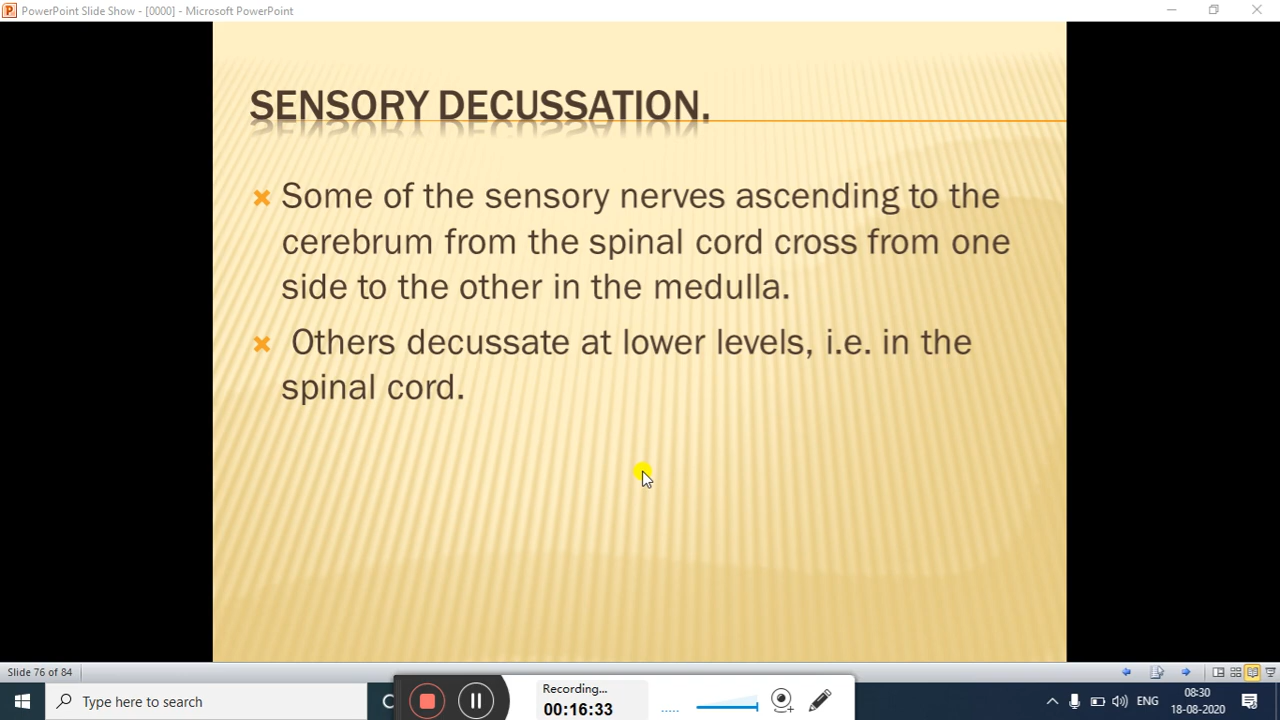 PowerPoint Slide Show - [0000] - Microsoft PowerPoint
SENSORY DECUSSATION.
Some of the sensory nerves ascending to the
cerebrum from the spinal cord cross from one
side to the other in the medulla.
Others decussate at lower levels, i.e. in the
spinal cord.
Slide 76 of 84
Type here to search
Recording...
00:16:33
ENG
08:30
18-08-2020